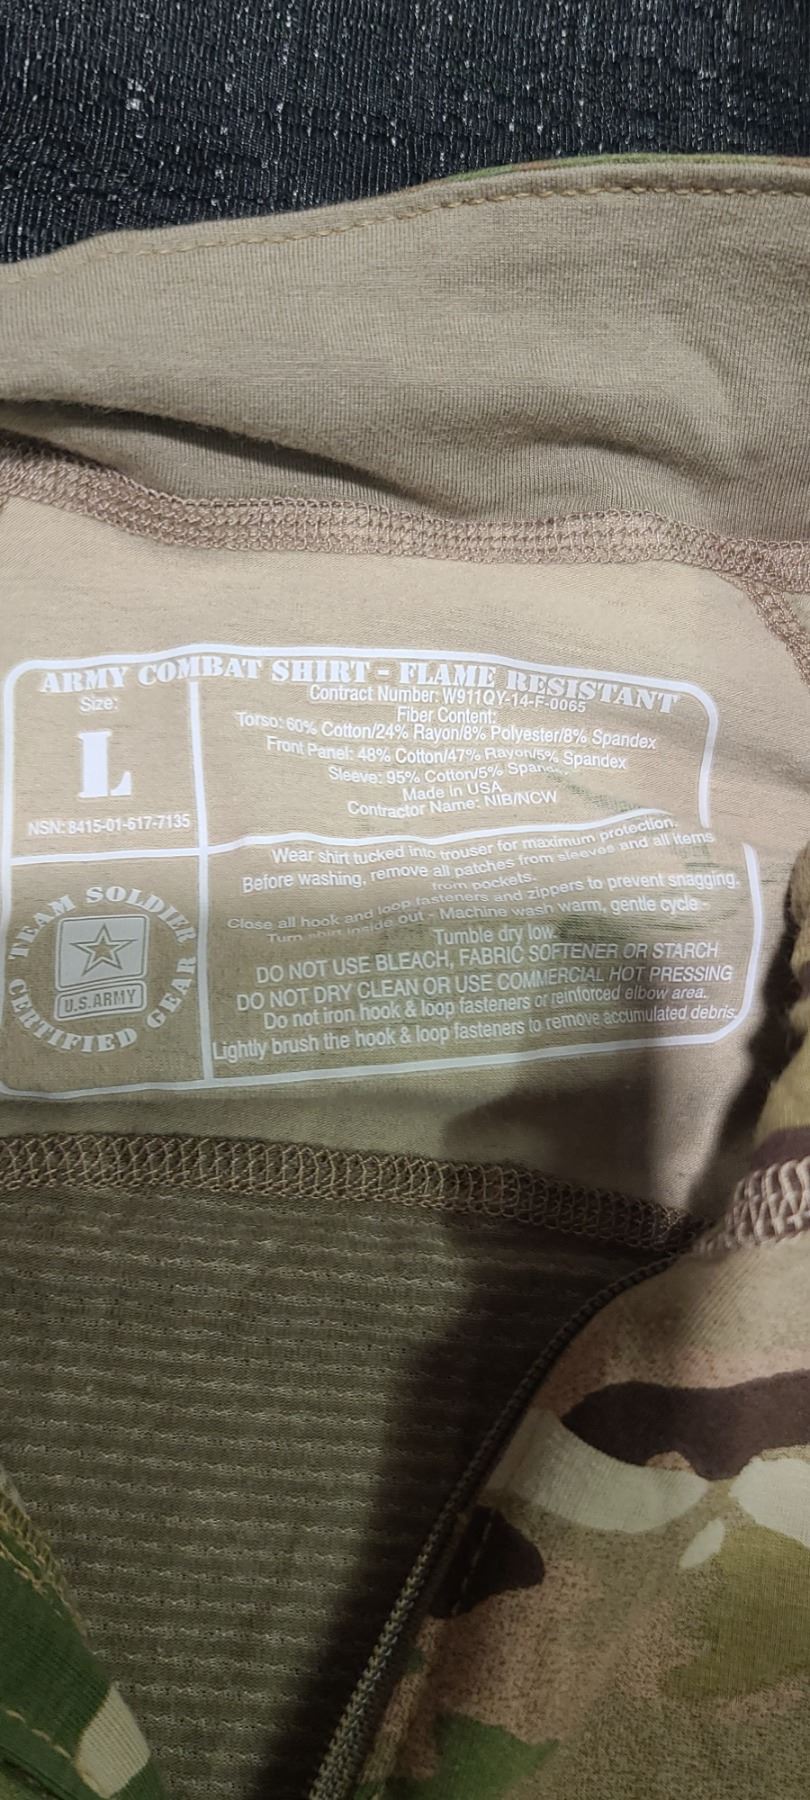 ARMY COMBAT SHIRT - FLAME RESISTANT
Size:
L
NSN: 8415-01-617-7135
Contract Number: W911QY-14-F-0065
Fiber Content:
Torso: 60% Cotton/24% Rayon/8% Polyester/8% Spandex
Front Panel: 48% Cotton/47% Rayon/5% Spandex
Sleeve: 95% Cotton/5% Spandex
Made in USA
Contractor Name: NIB/NCW
TEAM SOLDIER
U.S.ARMY
CERTIFIED GEAR
Wear shirt tucked into trouser for maximum protection.
Before washing, remove all patches from sleeves and all items
from pockets.
Close all hook and loop fasteners and zippers to prevent snagging.
Turn shirt inside out - Machine wash warm, gentle cycle -
Tumble dry low.
DO NOT USE BLEACH, FABRIC SOFTENER OR STARCH
DO NOT DRY CLEAN OR USE COMMERCIAL HOT PRESSING
Do not iron hook & loop fasteners or reinforced elbow area.
Lightly brush the hook & loop fasteners to remove accumulated debris.